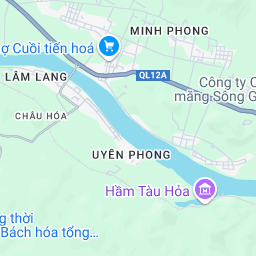 MINH PHONG
ợ Cuồi tiến hoá
LÂM LANG
QL12A
Công ty C
măng Sông G
CHÂU HÓA
UYÊN PHONG
Hầm Tàu Hỏa
g thời
Bách hóa tổng...